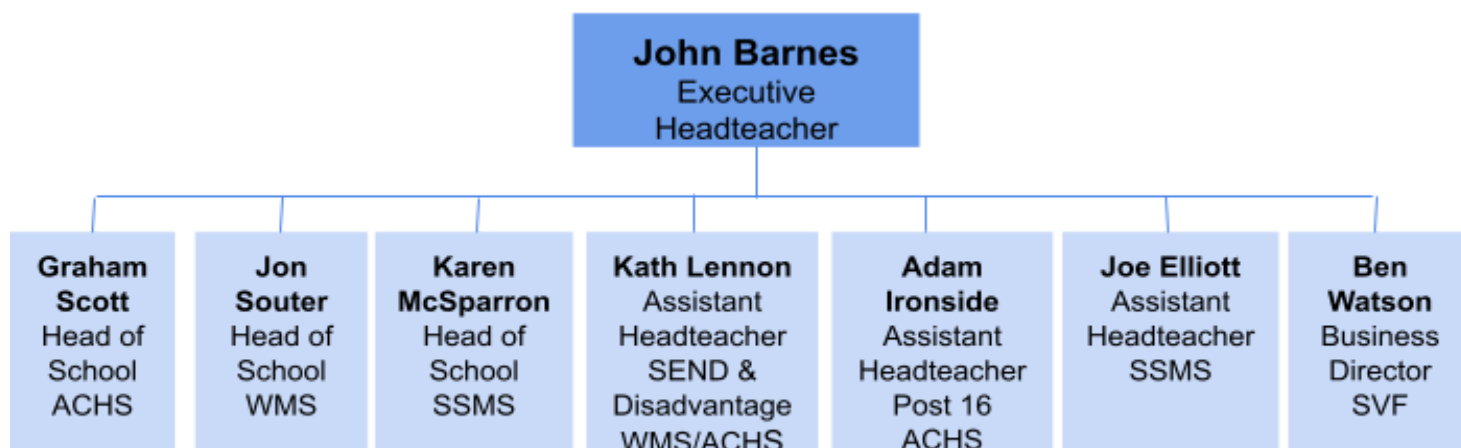 John Barnes
Executive
Headteacher
Graham
Scott
Head of
School
ACHS
Jon
Souter
Head of
School
WMS
Karen
McSparron
Head of
School
SSMS
Kath Lennon
Assistant
Headteacher
SEND &
Disadvantage
WMS/ACHS
Adam
Ironside
Assistant
Headteacher
Post 16
ACHS
Joe Elliott
Assistant
Headteacher
SSMS
Ben
Watson
Business
Director
SVF